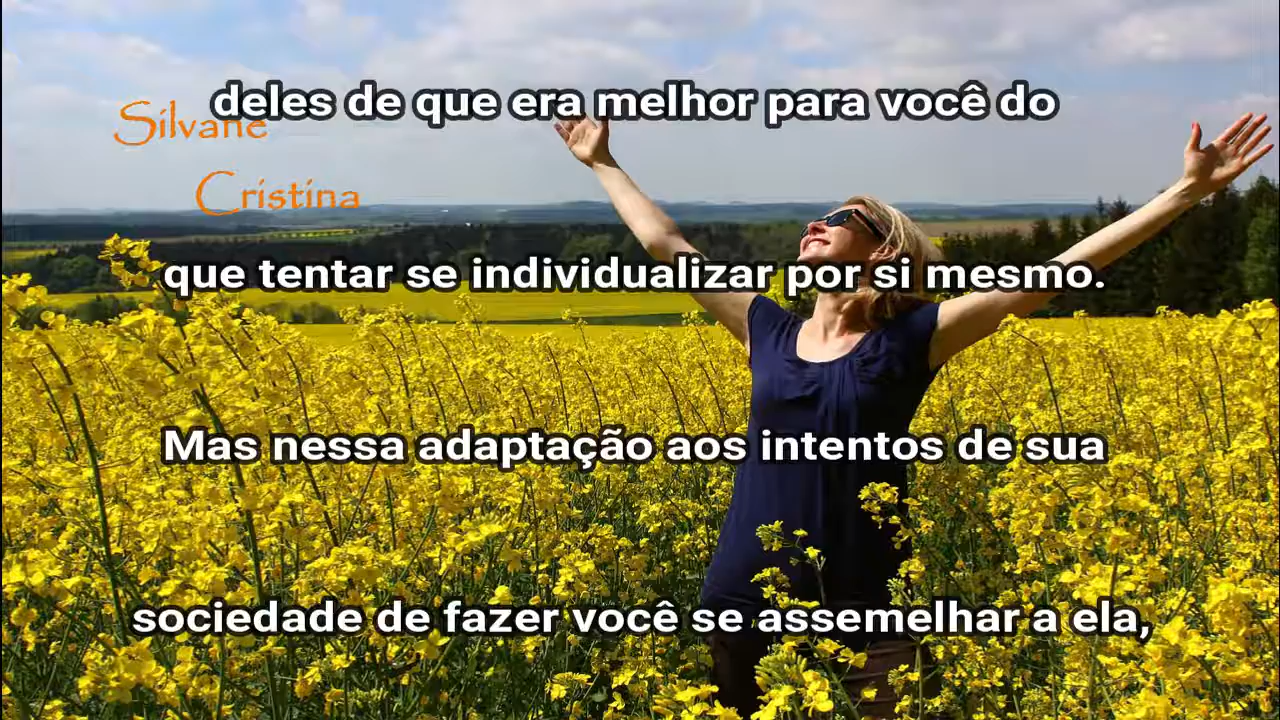 Silvane
Cristina
deles de que era melhor para você do
que tentar se individualizar por si mesmo.
Mas nessa adaptação aos intentos de sua
sociedade de fazer você se assemelhar a ela,